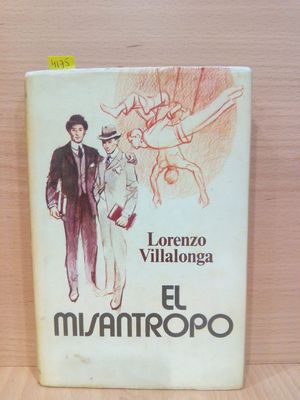 4175
Lorenzo
Villalonga
EL
MISANTROPO